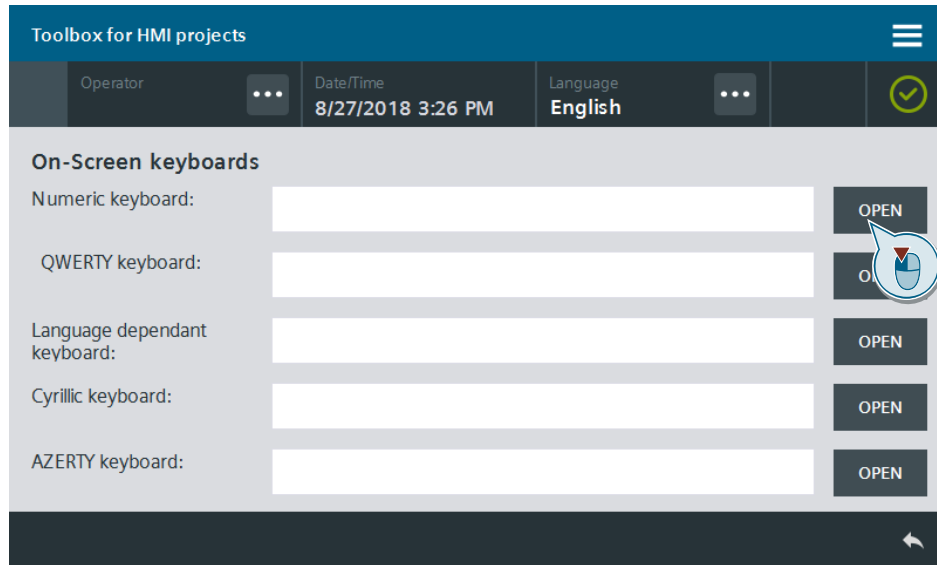 Toolbox for HMI projects
Operator
Date/Time
8/27/2018 3:26 PM
Language
English
On-Screen keyboards
Numeric keyboard:
OPEN
QWERTY keyboard:
Language dependant
keyboard:
OPEN
Cyrillic keyboard:
OPEN
AZERTY keyboard:
OPEN